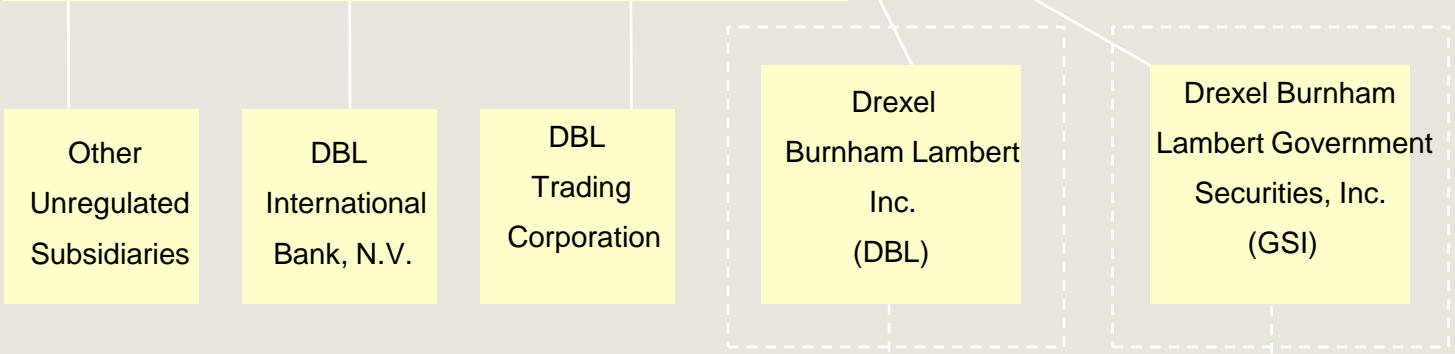 Other
Unregulated
Subsidiaries
DBL
International
Bank, N.V.
DBL
Trading
Corporation
Drexel
Burnham Lambert
Inc.
(DBL)
Drexel Burnham
Lambert Government
Securities, Inc.
(GSI)